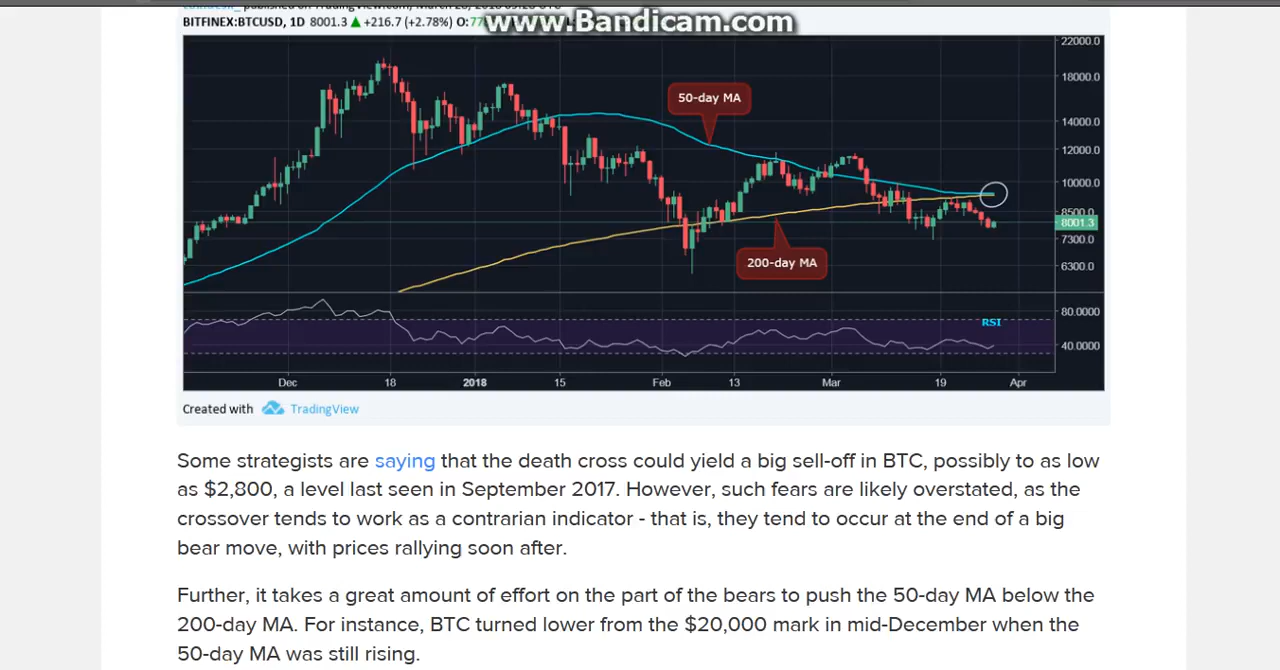 BITFINEX:BTCUSD, 1D 8001.3 ▲ +216.7 (+2.78%)
www.Bandicam.com
22000.0
18000.0
50-day MA
14000.0
12000.0
10000.0
8500.0
8001.3
7300.0
200-day MA
6300.0
80.0000
RSI
40.0000
Dec 18 2018 15 Feb 13 Mar 19 Apr
Created with TradingView
Some strategists are saying that the death cross could yield a big sell-off in BTC, possibly to as low
as $2,800, a level last seen in September 2017. However, such fears are likely overstated, as the
crossover tends to work as a contrarian indicator - that is, they tend to occur at the end of a big
bear move, with prices rallying soon after.
Further, it takes a great amount of effort on the part of the bears to push the 50-day MA below the
200-day MA. For instance, BTC turned lower from the $20,000 mark in mid-December when the
50-day MA was still rising.